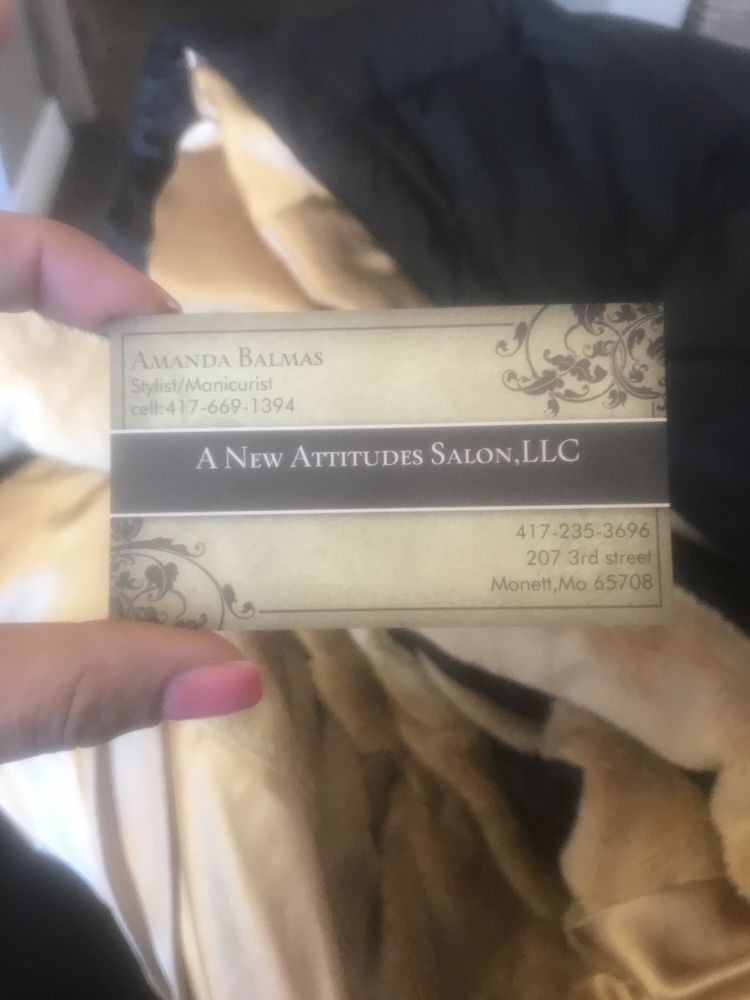 Amanda Balmas
Stylist/Manicurist
cell:417-669-1394
A New Attitudes Salon,LLC
417-235-3696
207 3rd street
Monett,Mo 65708